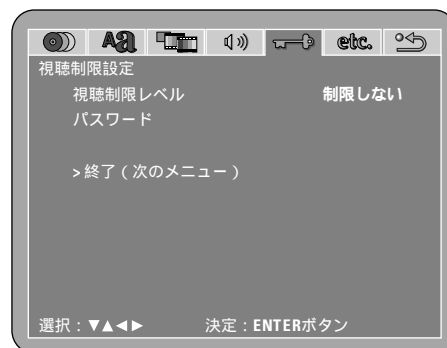 Aあ etc.
視聴制限設定
視聴制限レベル 制限しない
パスワード
>終了(次のメニュー)
選択:▼▲◀▶ 決定:ENTERボタン